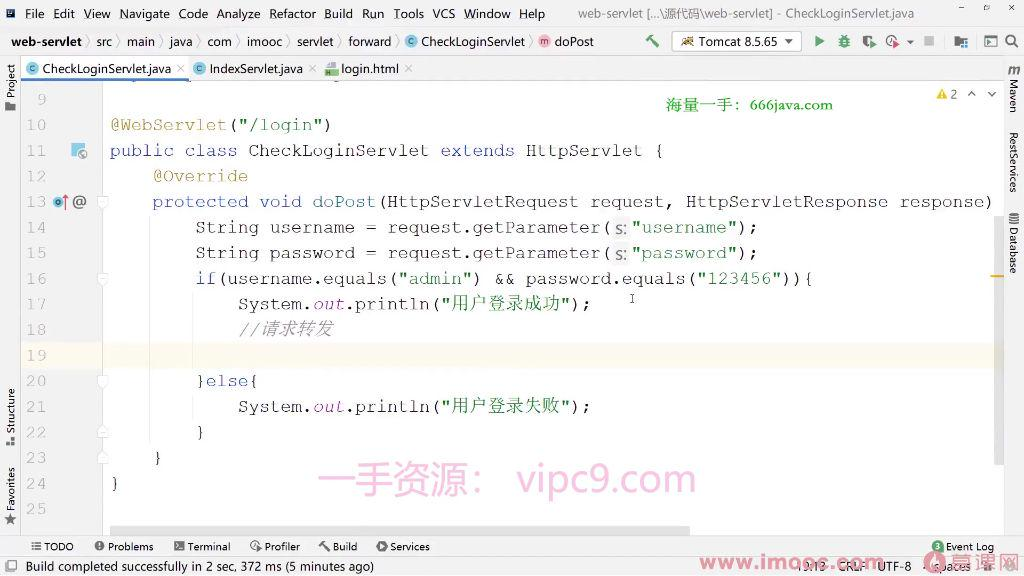 File Edit View Navigate Code Analyze Refactor Build Run Tools VCS Window Help web-servlet [...\源代码\web-servlet] - CheckLoginServlet.java
web-servlet src main java com imooc servlet forward CheckLoginServlet doPost Tomcat 8.5.65
CheckLoginServlet.java IndexServlet.java login.html
Project
Maven
RestServices
Database
Structure
Favorites
海量一手：666java.com
2
9
10 @WebServlet("/login")
11 public class CheckLoginServlet extends HttpServlet {
12 @Override
13 protected void doPost(HttpServletRequest request, HttpServletResponse response)
14 String username = request.getParameter( s: "username");
15 String password = request.getParameter( s: "password");
16 if(username.equals("admin") && password.equals("123456")){
17 System.out.println("用户登录成功");
18 //请求转发
19
20 }else{
21 System.out.println("用户登录失败");
22 }
23 }
24 }
25
一手资源： vipc9.com
TODO Problems Terminal Profiler Build Services 3 Event Log
Build completed successfully in 2 sec, 372 ms (5 minutes ago) CRLF UTF-8 4 spaces
www.imooc.com 慕课网